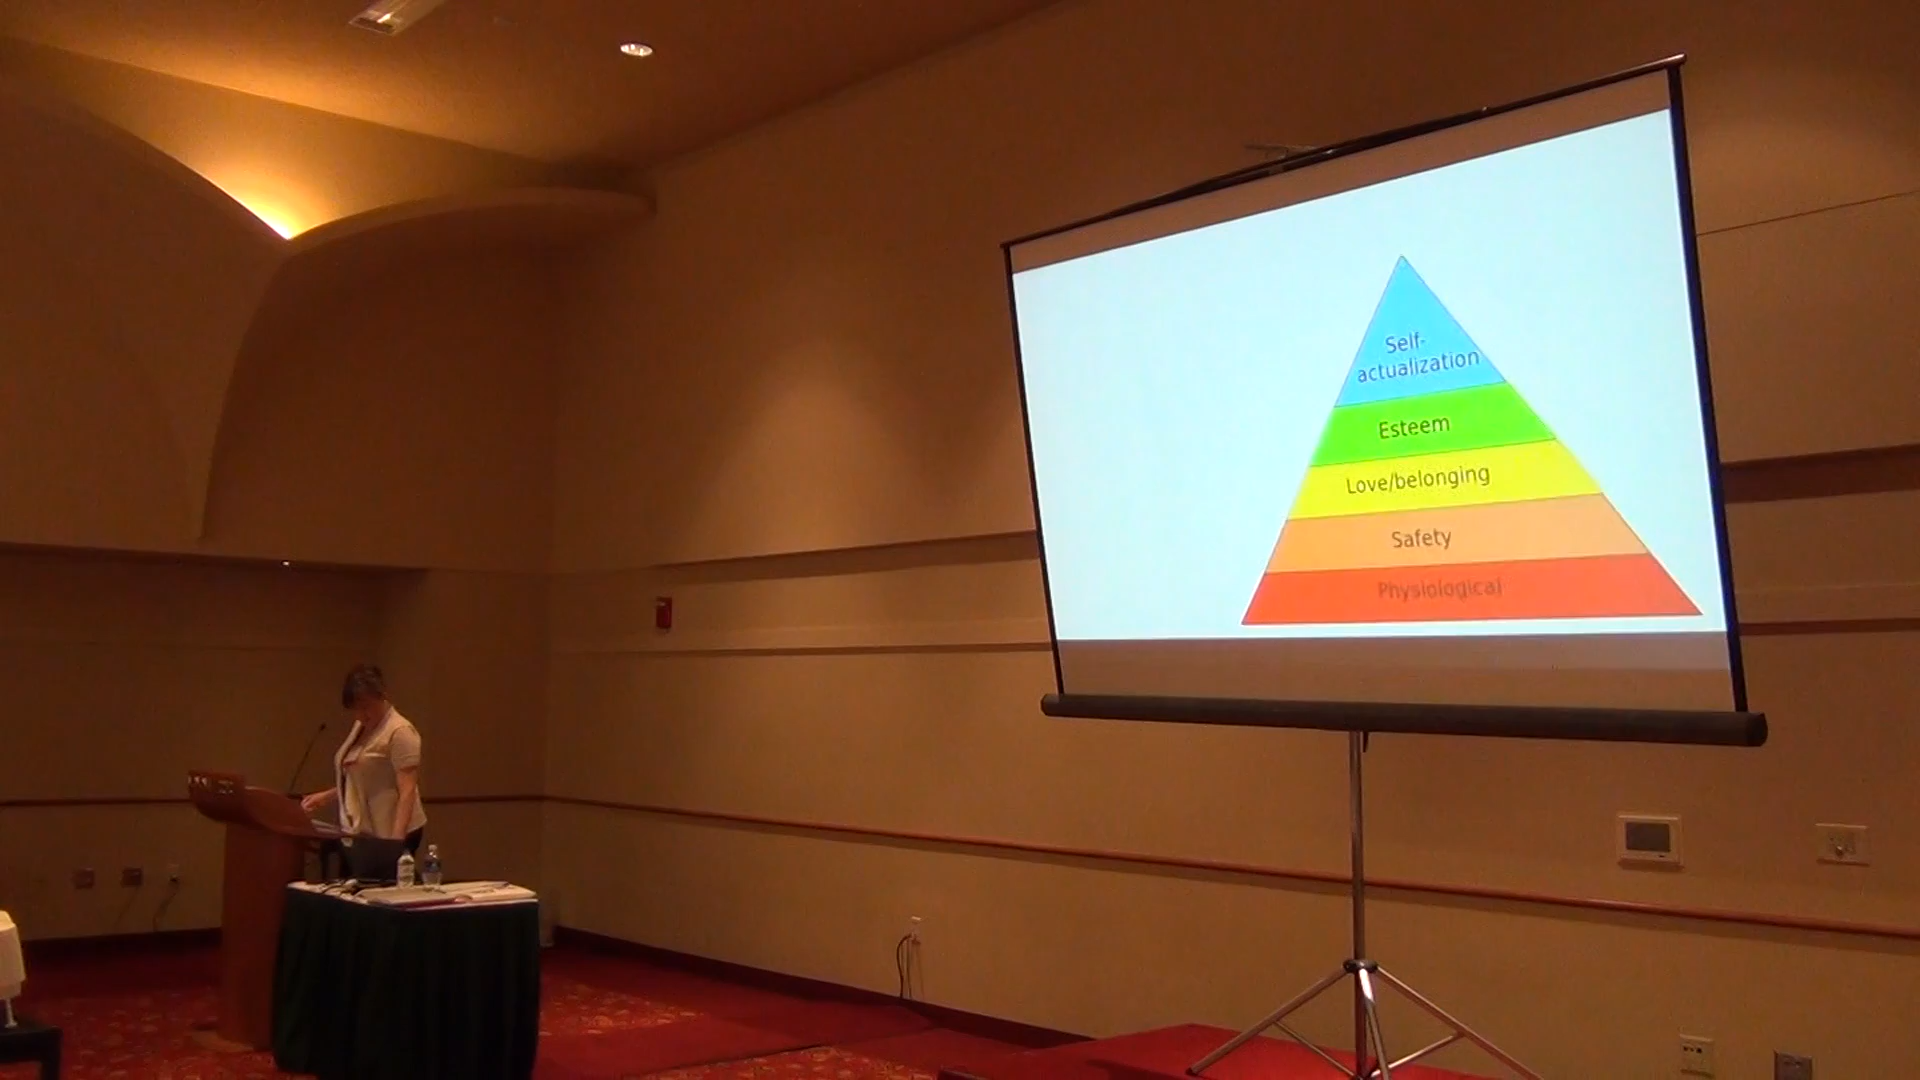 Self-
actualization
Esteem
Love/belonging
Safety
Physiological